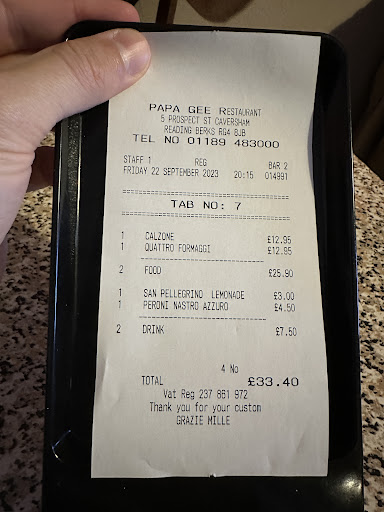 PAPA GEE RESTAURANT
5 PROSPECT ST CAVERSHAM
READING BERKS RG4 8JB
TEL NO 01189 483000
STAFF 1 REG BAR 2
FRIDAY 22 SEPTEMBER 2023 20:15 014991
TAB NO: 7
1 CALZONE £12.95
1 QUATTRO FORMAGGI £12.95
2 FOOD £25.90
1 SAN PELLEGRINO LEMONADE £3.00
1 PERONI NASTRO AZZURO £4.50
2 DRINK £7.50
4 No
TOTAL £33.40
Vat Reg 237 861 972
Thank you for your custom
GRAZIE MILLE